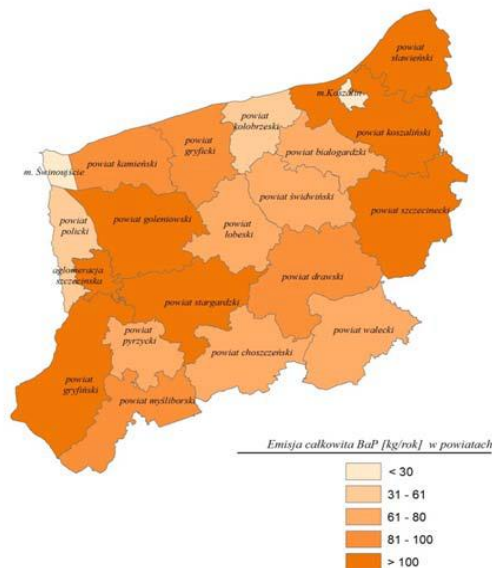 powiat
sławieński
m.Koszalin
powiat
kołobrzeski
powiat koszaliński
powiat
gryficki
powiat białogardzki
powiat kamieński
m. Świnoujście
powiat świdwiński
powiat szczecinecki
powiat goleniowski
powiat
policki
powiat
łobeski
aglomeracja
szczecińska
powiat drawski
powiat stargardzki
powiat
pyrzycki
powiat wałecki
powiat choszczeński
powiat
gryfiński
powiat myśliborski
Emisja całkowita BaP [kg/rok] w powiatach
< 30
31 - 61
61 - 80
81 - 100
> 100